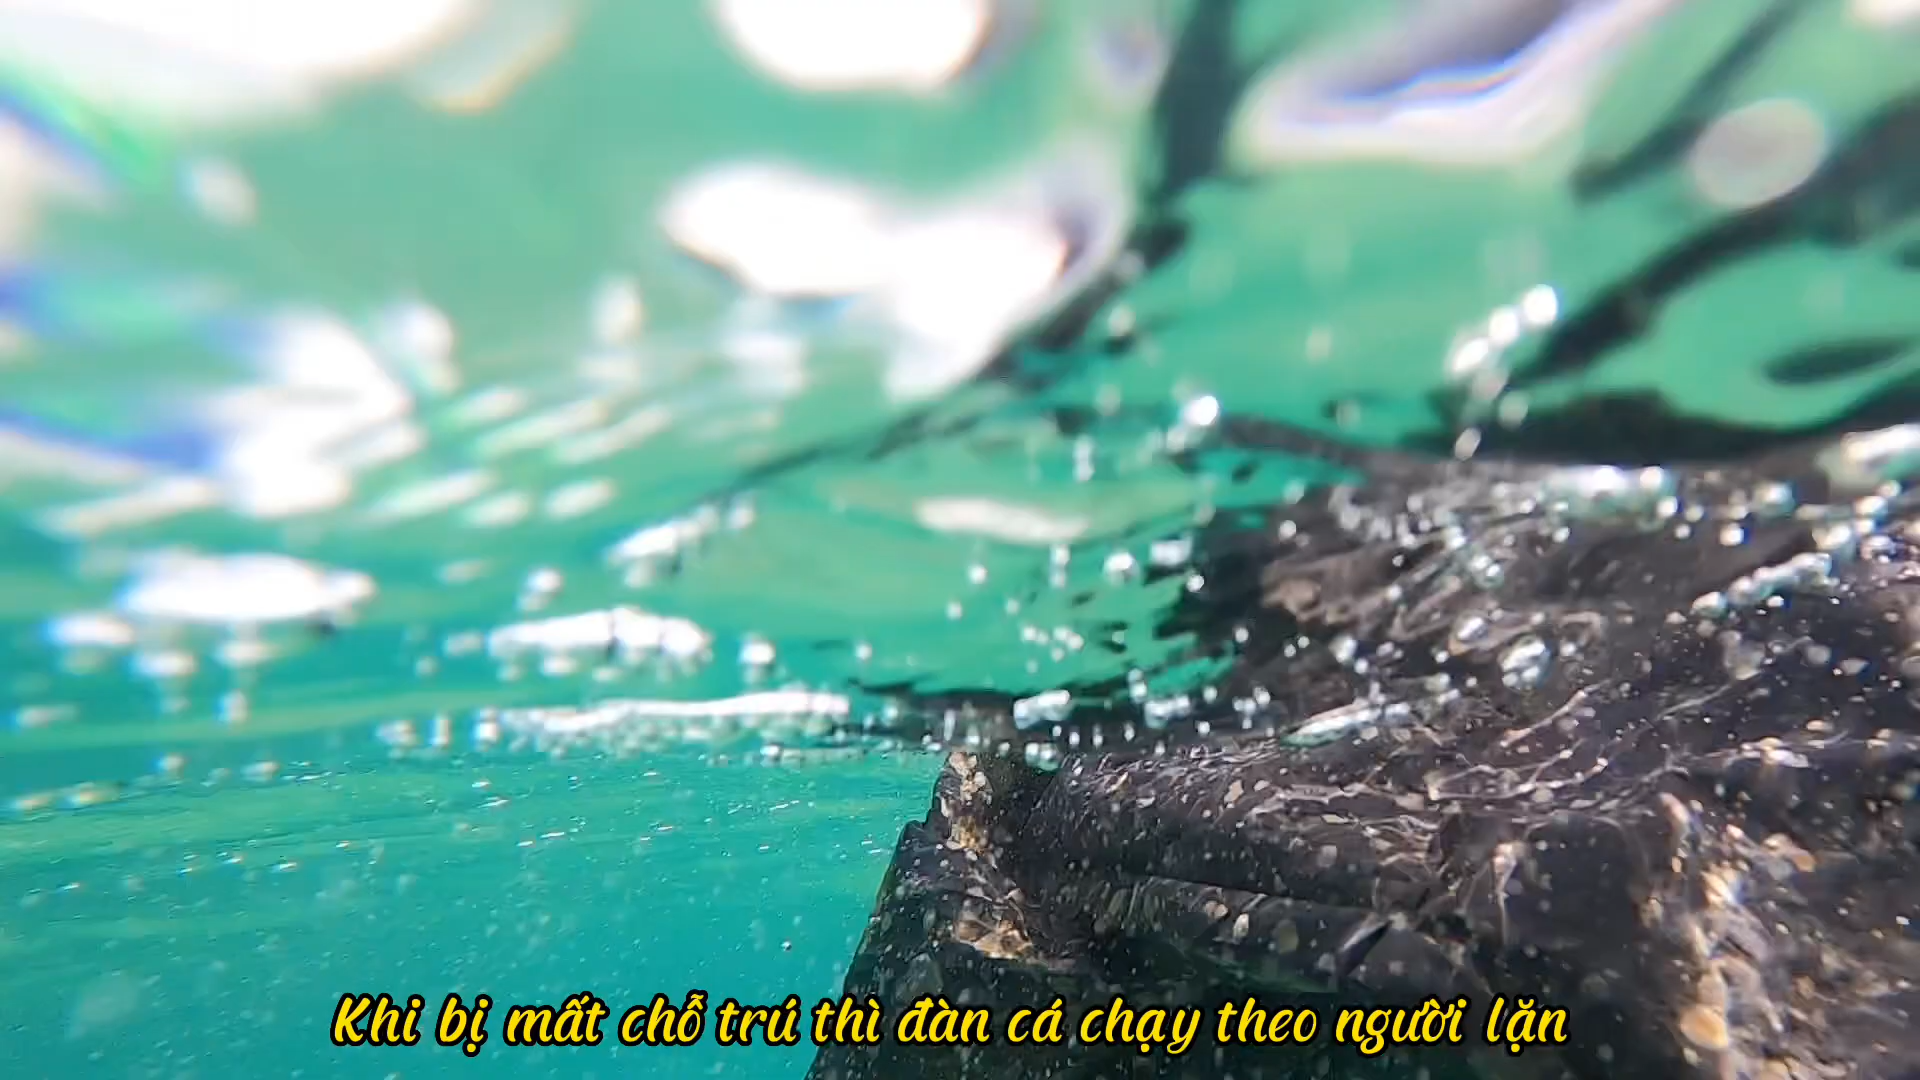 Khi bị mất chỗ trú thì đàn cá chạy theo người lặn